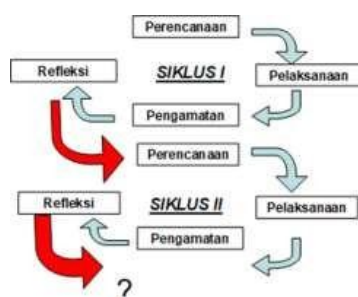 Perencanaan
Refleksi
SIKLUS I
Pelaksanaan
Pengamatan
Perencanaan
Refleksi
SIKLUS II
Pelaksanaan
Pengamatan
?